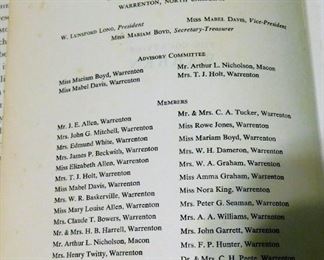 WARRENTON, NORTH
W. LUNSFORD LONG, President
MISS MABEL DAVIS, Vice-President
MISS MARIAM BOYD, Secretary-Treasurer
ADVISORY COMMITTEE
Miss Mariam Boyd, Warrenton
Miss Mabel Davis, Warrenton
Mr. Arthur L. Nicholson, Macon
Mrs. T. J. Holt, Warrenton
MEMBERS
Mr. J. E. Allen, Warrenton
Mrs. John G. Mitchell, Warrenton
Mrs. Edmund White, Warrenton
Mrs. James P. Beckwith, Warrenton
Miss Elizabeth Allen, Warrenton
Mrs. T. J. Holt, Warrenton
Miss Mabel Davis, Warrenton
Mrs. W. R. Baskerville, Warrenton
Miss Mary Louise Allen, Warrenton
Mrs. Claude T. Bowers, Warrenton
Mr. & Mrs. H. B. Harrell, Warrenton
Mr. Arthur L. Nicholson, Macon
Mrs. Henry Twitty, Warrenton
Mr. & Mrs. C. A. Tucker, Warrenton
Miss Rowe Jones, Warrenton
Miss Mariam Boyd, Warrenton
Mrs. W. H. Dameron, Warrenton
Mrs. W. A. Graham, Warrenton
Miss Amma Graham, Warrenton
Miss Nora King, Warrenton
Mrs. Peter G. Seaman, Warrenton
Mrs. A. A. Williams, Warrenton
Mrs. John Garrett, Warrenton
Mrs. F. P. Hunter, Warrenton
Dr. & Mrs. C. H. Peete, Warrenton